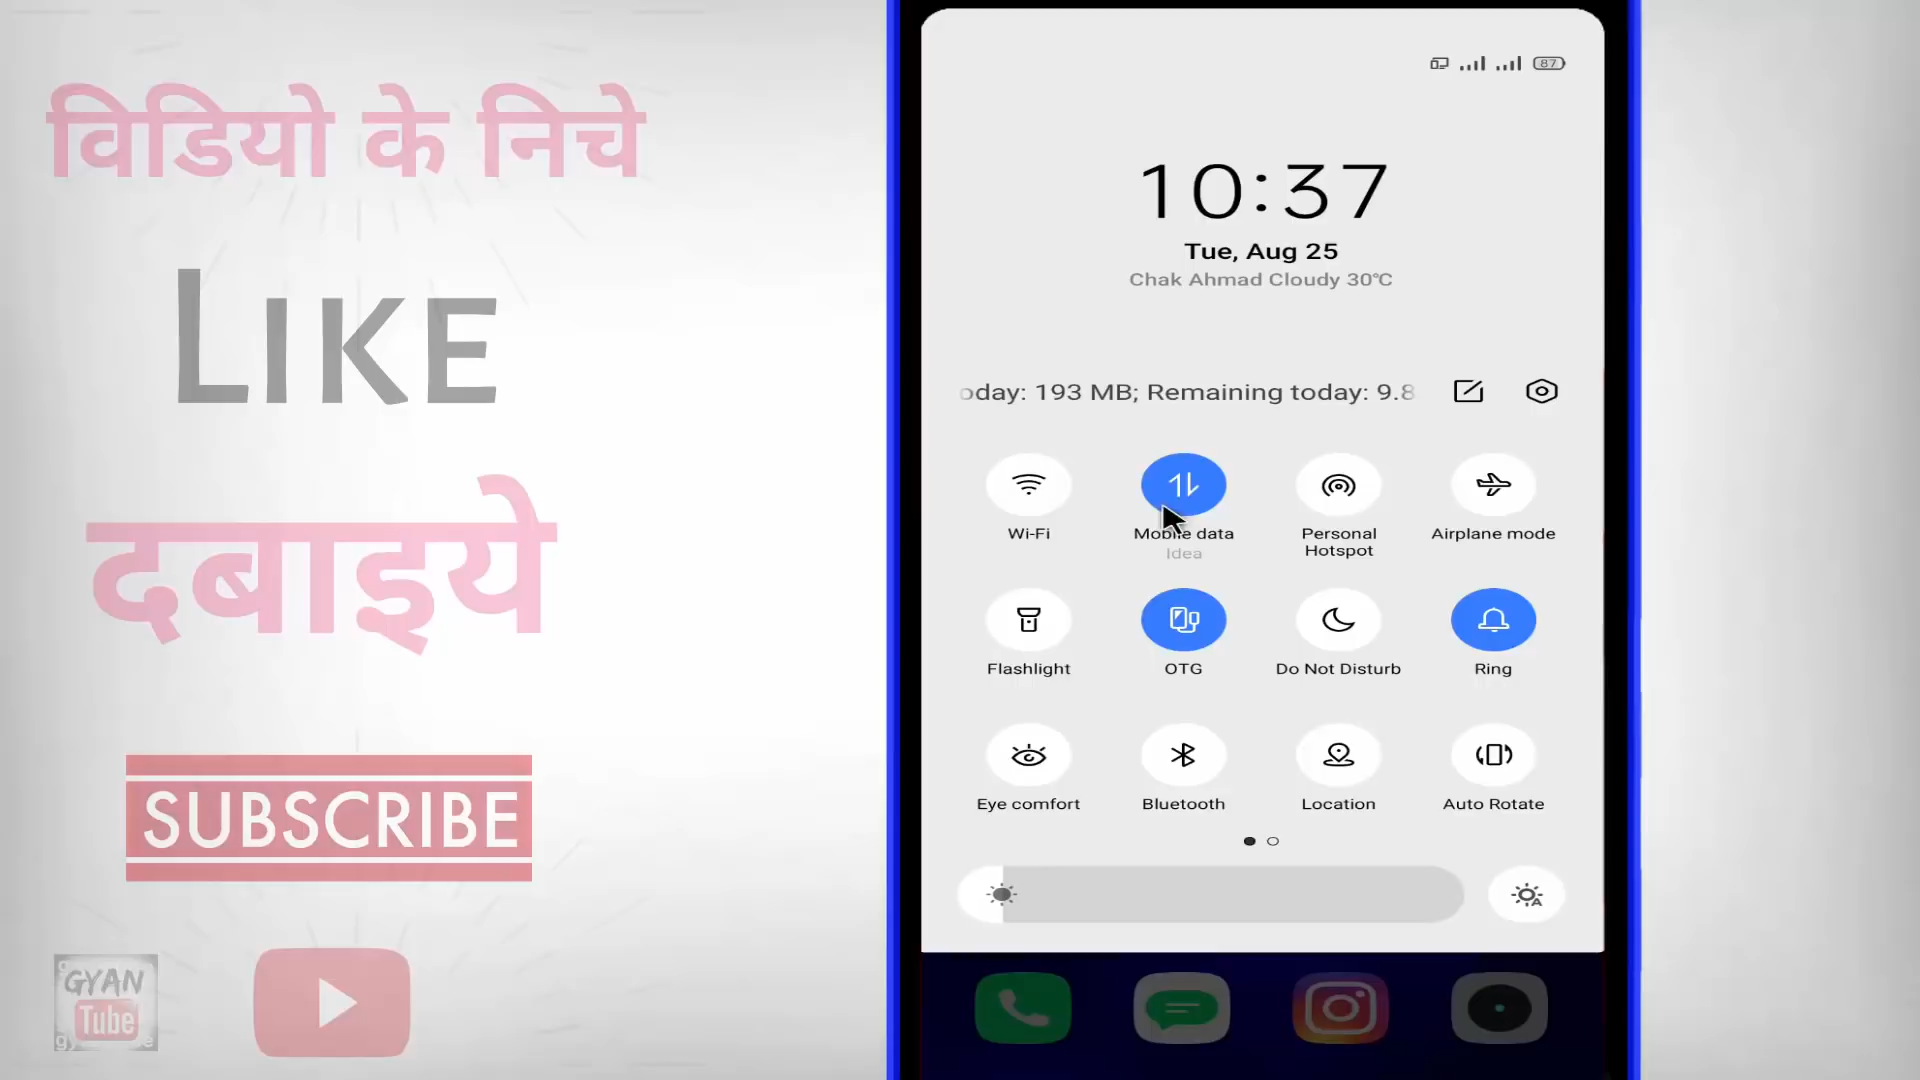 विडियो के निचे
LIKE
दबाइये
SUBSCRIBE
GYAN
Tube
87
10:37
Tue, Aug 25
Chak Ahmad Cloudy 30°C
oday: 193 MB; Remaining today: 9.8
Wi-Fi
Mobile data
Idea
Personal
Hotspot
Airplane mode
Flashlight
OTG
Do Not Disturb
Ring
Eye comfort
Bluetooth
Location
Auto Rotate